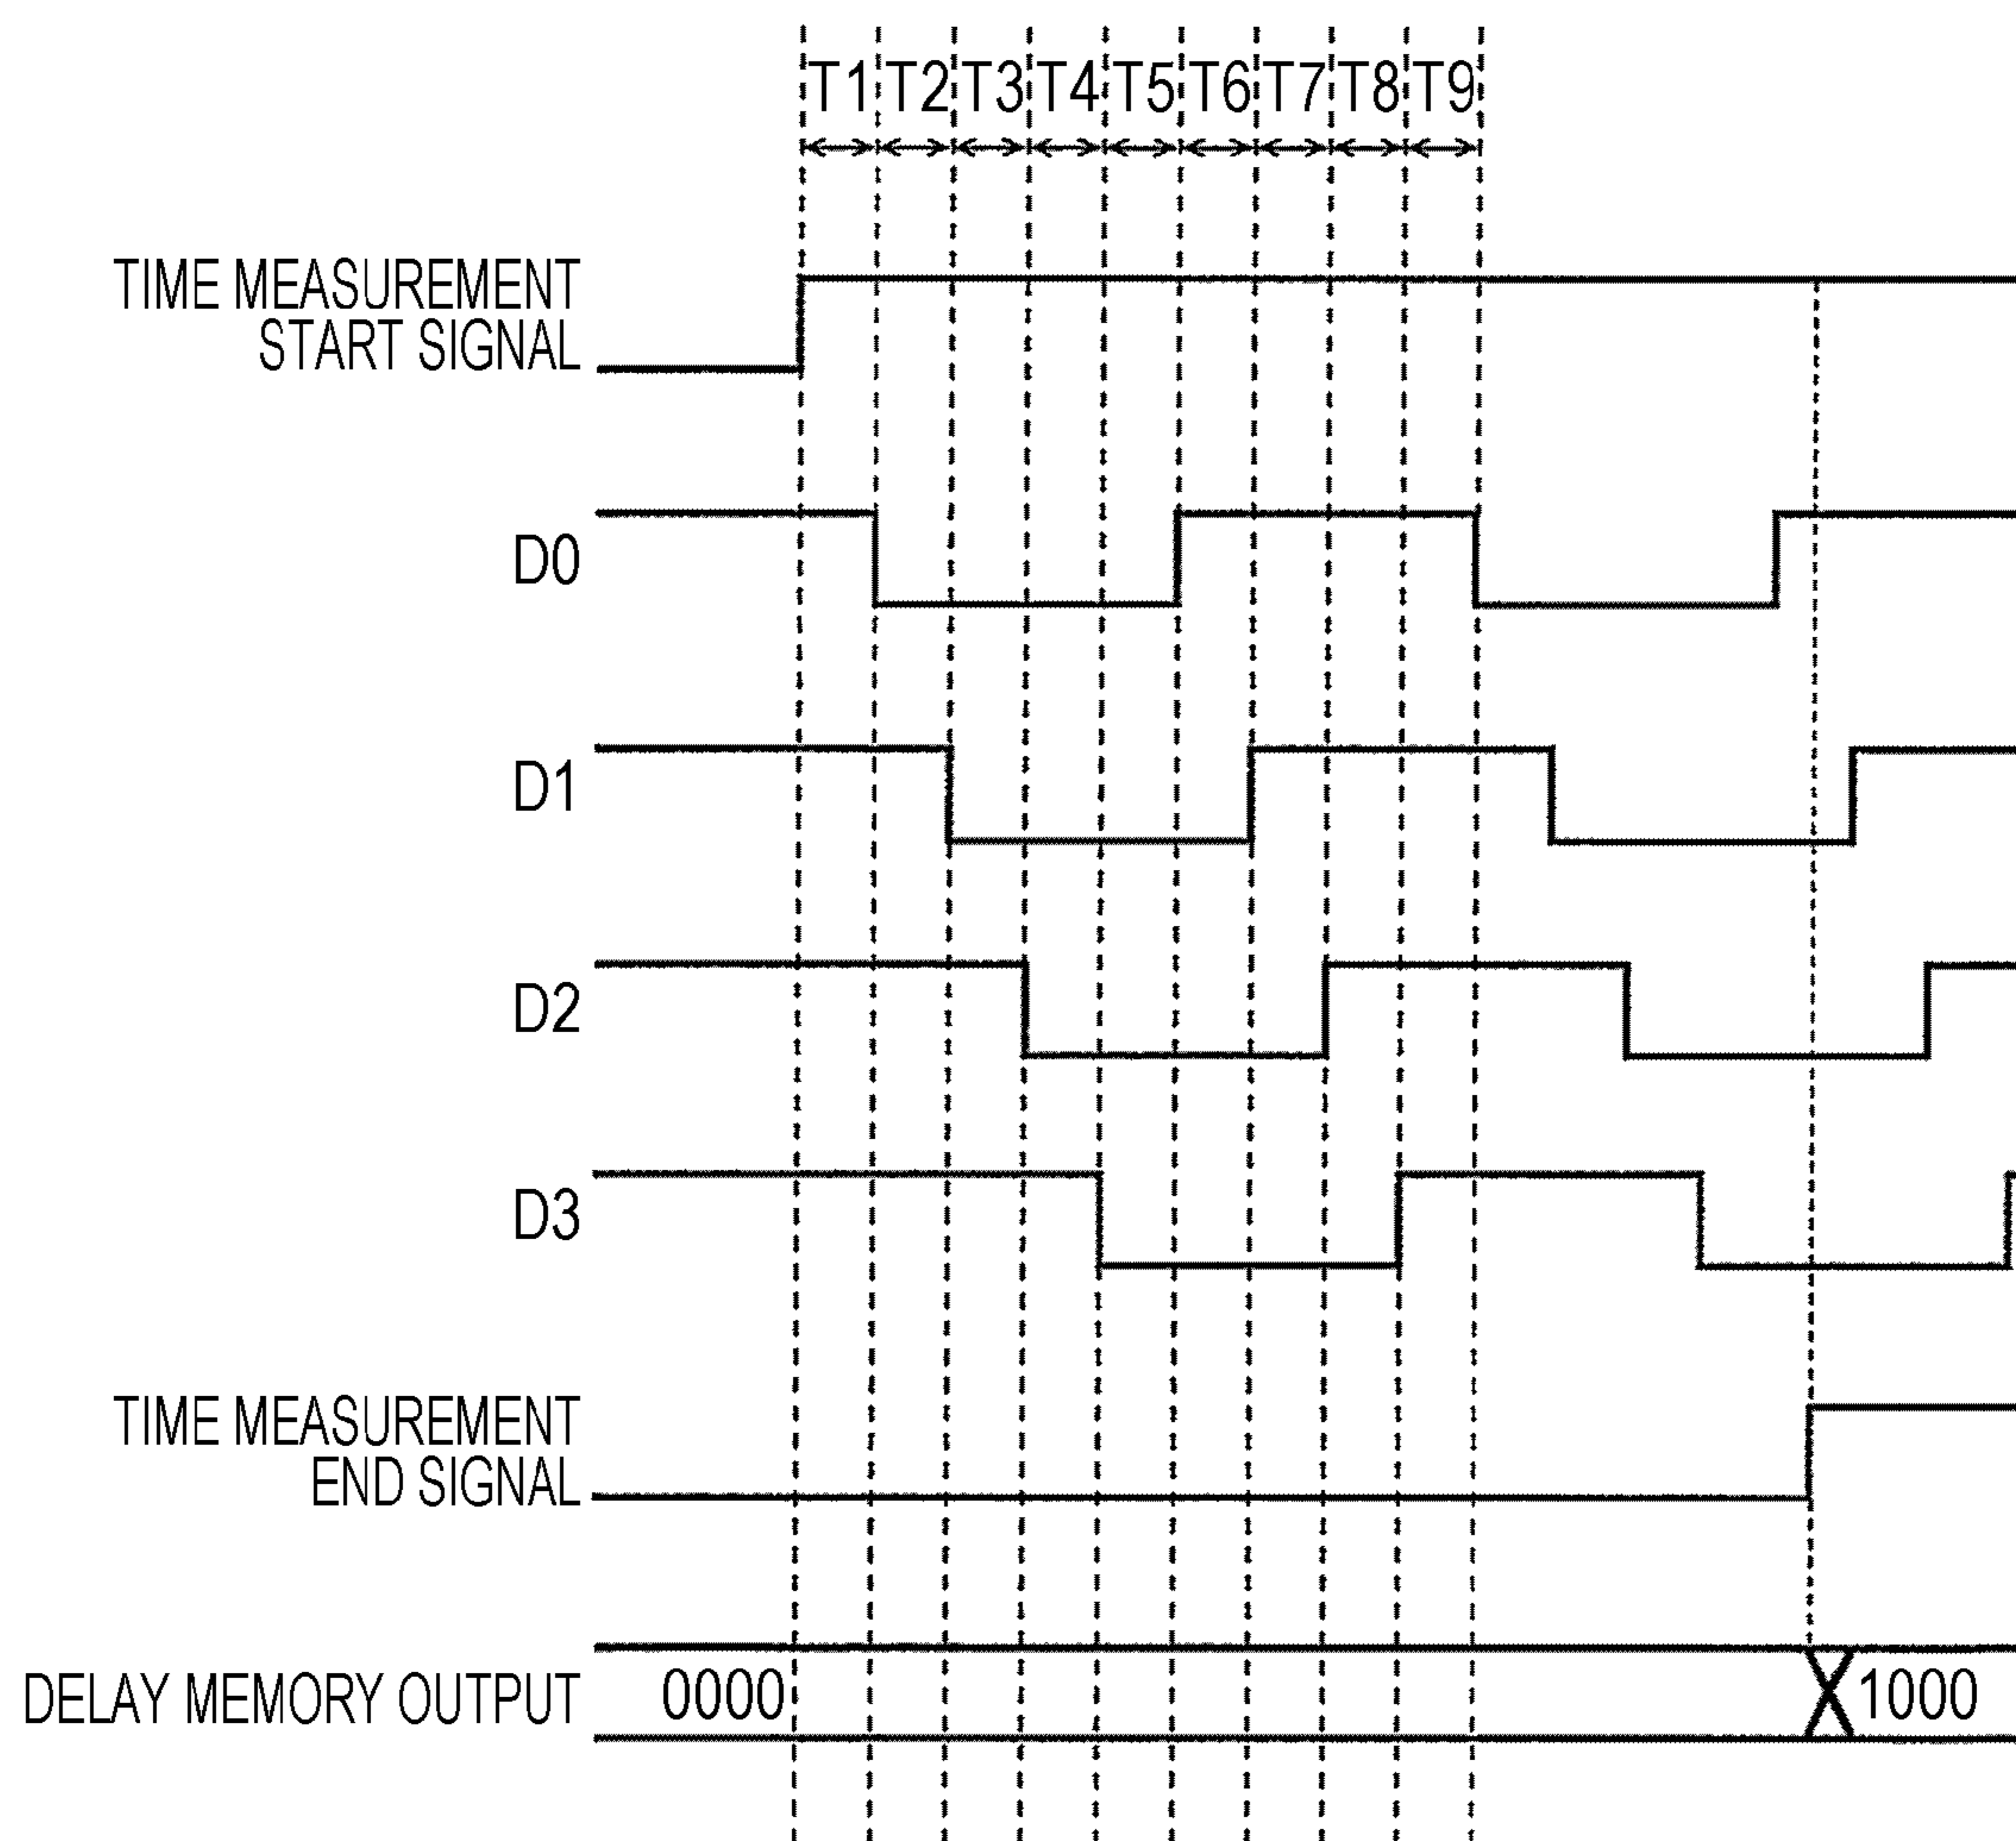 T1 T2 T3 T4 T5 T6 T7 T8 T9
TIME MEASUREMENT
START SIGNAL
D0
D1
D2
D3
TIME MEASUREMENT
END SIGNAL
DELAY MEMORY OUTPUT 0000 1000